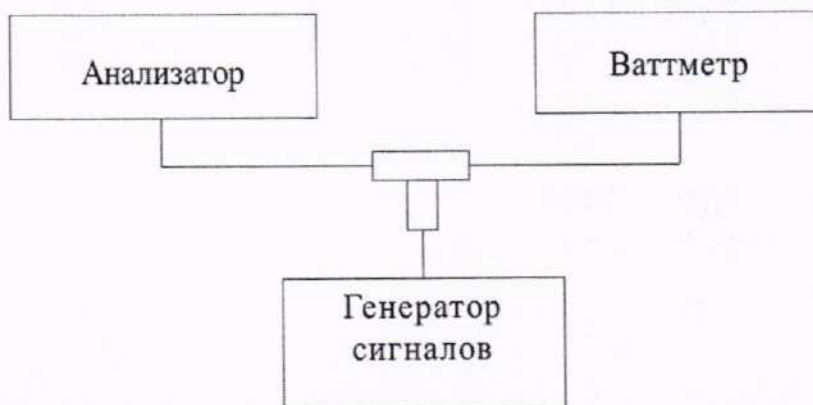 Анализатор
Ваттметр
Генератор
сигналов